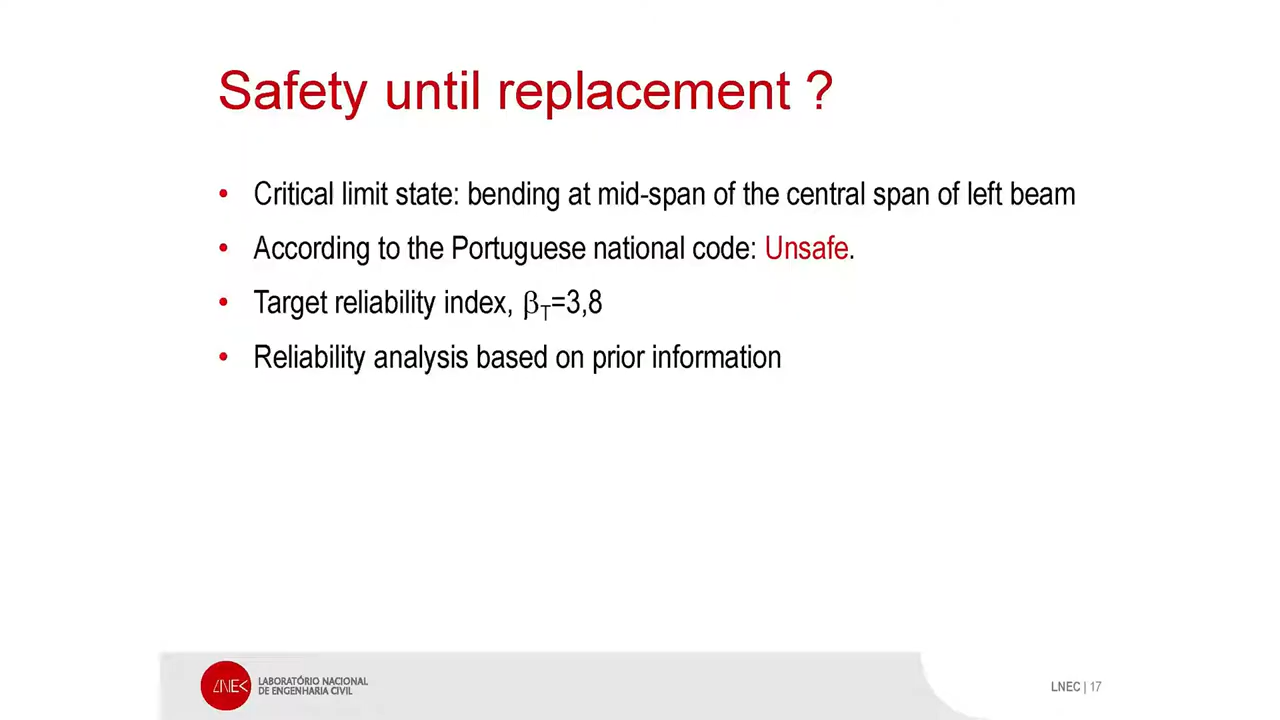 Safety until replacement ?
• Critical limit state: bending at mid-span of the central span of left beam
• According to the Portuguese national code: Unsafe.
• Target reliability index, βT=3,8
• Reliability analysis based on prior information
LNEC
LABORATÓRIO NACIONAL
DE ENGENHARIA CIVIL
LNEC | 17